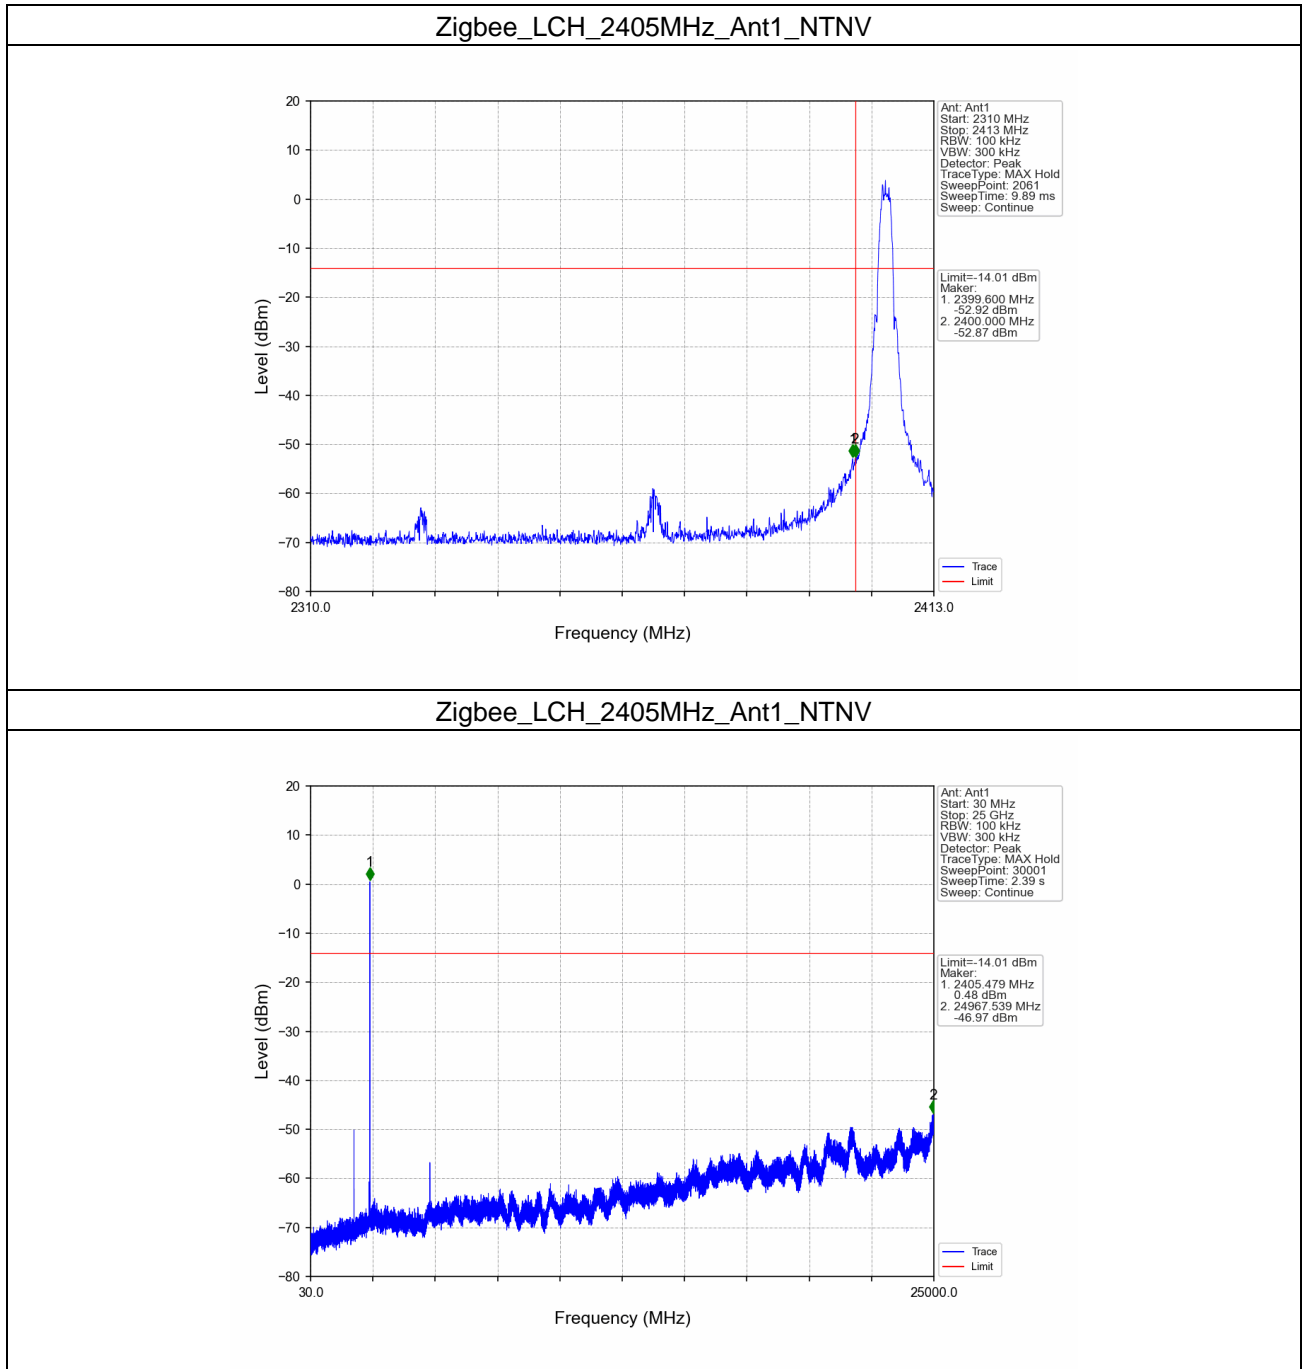 Zigbee_LCH_2405MHz_Ant1_NTNV
20
10
0
−10
−20
−30
−40
−50
−60
−70
−80
Level (dBm)
2310.0
2413.0
Frequency (MHz)
1
2
Ant: Ant1
Start: 2310 MHz
Stop: 2413 MHz
RBW: 100 kHz
VBW: 300 kHz
Detector: Peak
TraceType: MAX Hold
SweepPoint: 2061
SweepTime: 9.89 ms
Sweep: Continue
Limit=-14.01 dBm
Maker:
1. 2399.600 MHz
-52.92 dBm
2. 2400.000 MHz
-52.87 dBm
Trace
Limit
Zigbee_LCH_2405MHz_Ant1_NTNV
20
10
0
−10
−20
−30
−40
−50
−60
−70
−80
Level (dBm)
30.0
25000.0
Frequency (MHz)
1
2
Ant: Ant1
Start: 30 MHz
Stop: 25 GHz
RBW: 100 kHz
VBW: 300 kHz
Detector: Peak
TraceType: MAX Hold
SweepPoint: 30001
SweepTime: 2.39 s
Sweep: Continue
Limit=-14.01 dBm
Maker:
1. 2405.479 MHz
0.48 dBm
2. 24967.539 MHz
-46.97 dBm
Trace
Limit